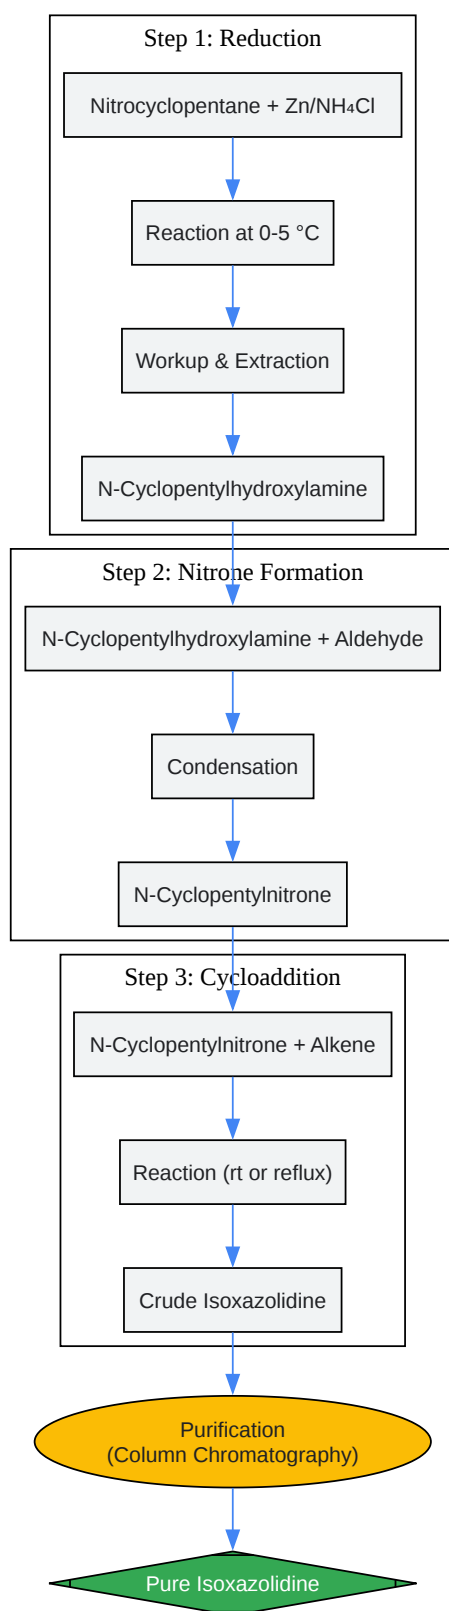 Step 1: Reduction
Nitrocyclopentane + Zn/NH₄Cl
Reaction at 0-5 °C
Workup & Extraction
N-Cyclopentylhydroxylamine
Step 2: Nitrone Formation
N-Cyclopentylhydroxylamine + Aldehyde
Condensation
N-Cyclopentylnitrone
Step 3: Cycloaddition
N-Cyclopentylnitrone + Alkene
Reaction (rt or reflux)
Crude Isoxazolidine
Purification
(Column Chromatography)
Pure Isoxazolidine